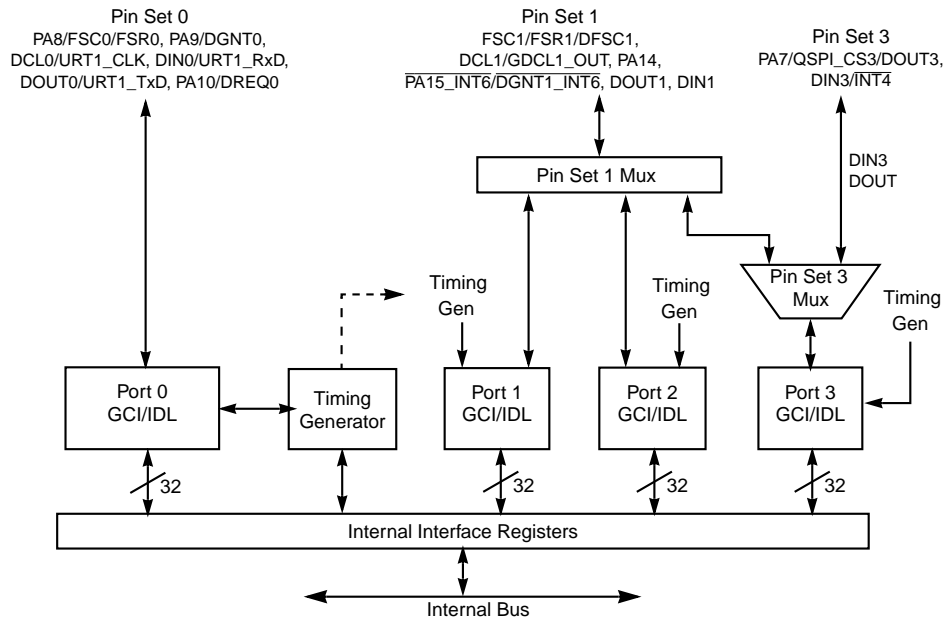 Pin Set 0
PA8/FSC0/FSR0, PA9/DGNT0,
DCL0/URT1_CLK, DIN0/URT1_RxD,
DOUT0/URT1_TxD, PA10/DREQ0
Pin Set 1
FSC1/FSR1/DFSC1,
DCL1/GDCL1_OUT, PA14,
PA15_INT6/DGNT1_INT6, DOUT1, DIN1
Pin Set 3
PA7/QSPI_CS3/DOUT3,
DIN3/INT4
DIN3
DOUT
Pin Set 1 Mux
Pin Set 3
Mux
Timing
Gen
Timing
Gen
Timing
Gen
Port 0
GCI/IDL
Timing
Generator
Port 1
GCI/IDL
Port 2
GCI/IDL
Port 3
GCI/IDL
32
32
32
32
Internal Interface Registers
Internal Bus